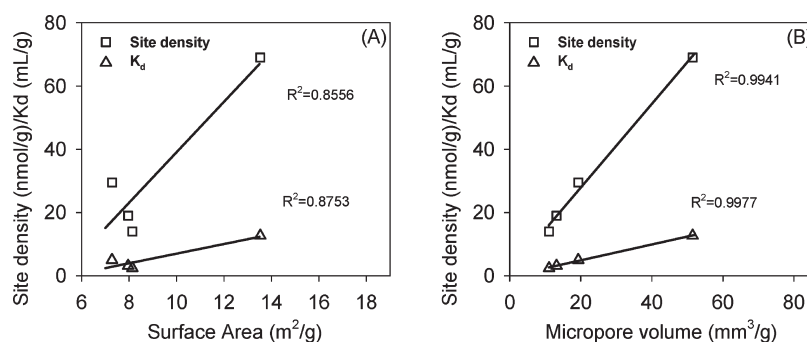 (A)
Site density
K_d
R²=0.8556
R²=0.8753
80
60
40
20
0
6 8 10 12 14 16 18
Site density (nmol/g)/Kd (mL/g)
Surface Area (m²/g)
(B)
Site density
K_d
R²=0.9941
R²=0.9977
80
60
40
20
0
0 20 40 60 80
Site density (nmol/g)/Kd (mL/g)
Micropore volume (mm³/g)